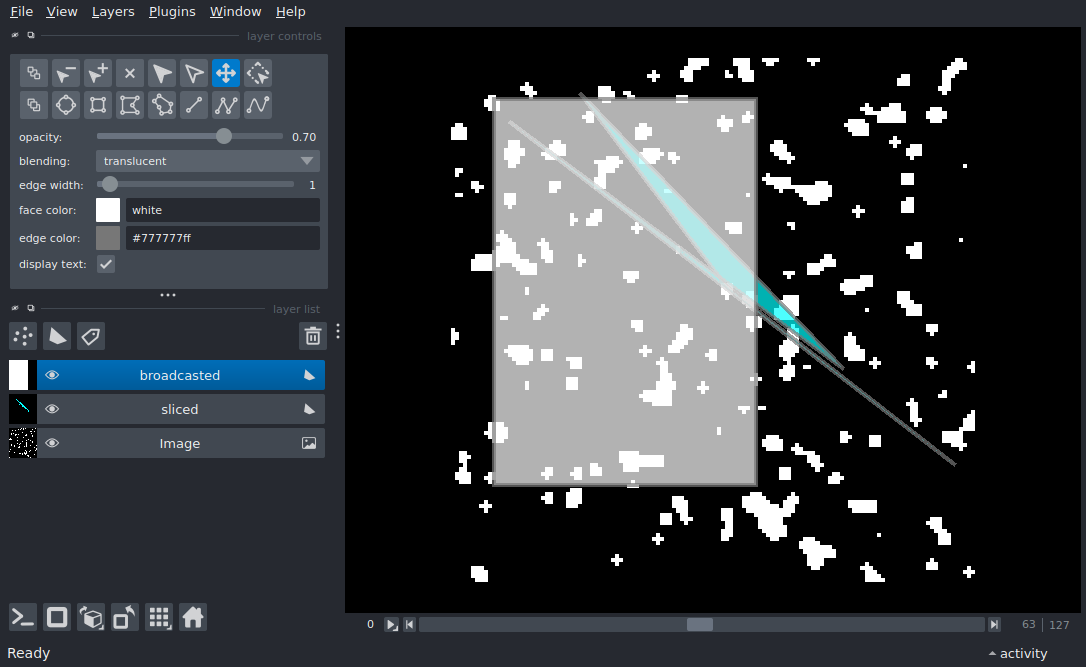 File View Layers Plugins Window Help
layer controls
opacity: 0.70
blending: translucent
edge width: 1
face color: white
edge color: #777777ff
display text:
layer list
broadcasted
sliced
Image
0 63 127
Ready activity